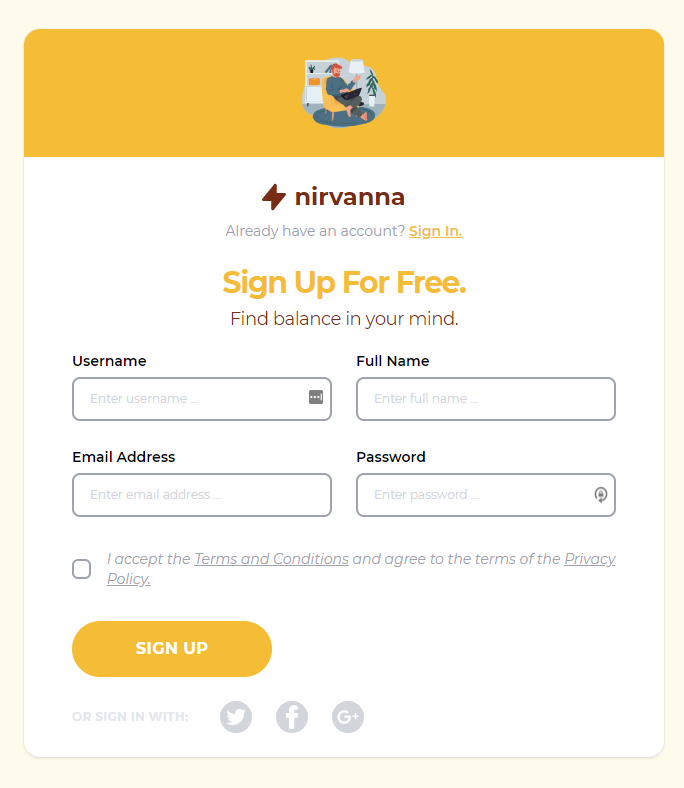 nirvanna
Already have an account? Sign In.
Sign Up For Free.
Find balance in your mind.
Username
Full Name
Enter username ...
Enter full name ...
Email Address
Password
Enter email address ...
Enter password ...
I accept the Terms and Conditions and agree to the terms of the Privacy
Policy.
SIGN UP
OR SIGN IN WITH:
G+